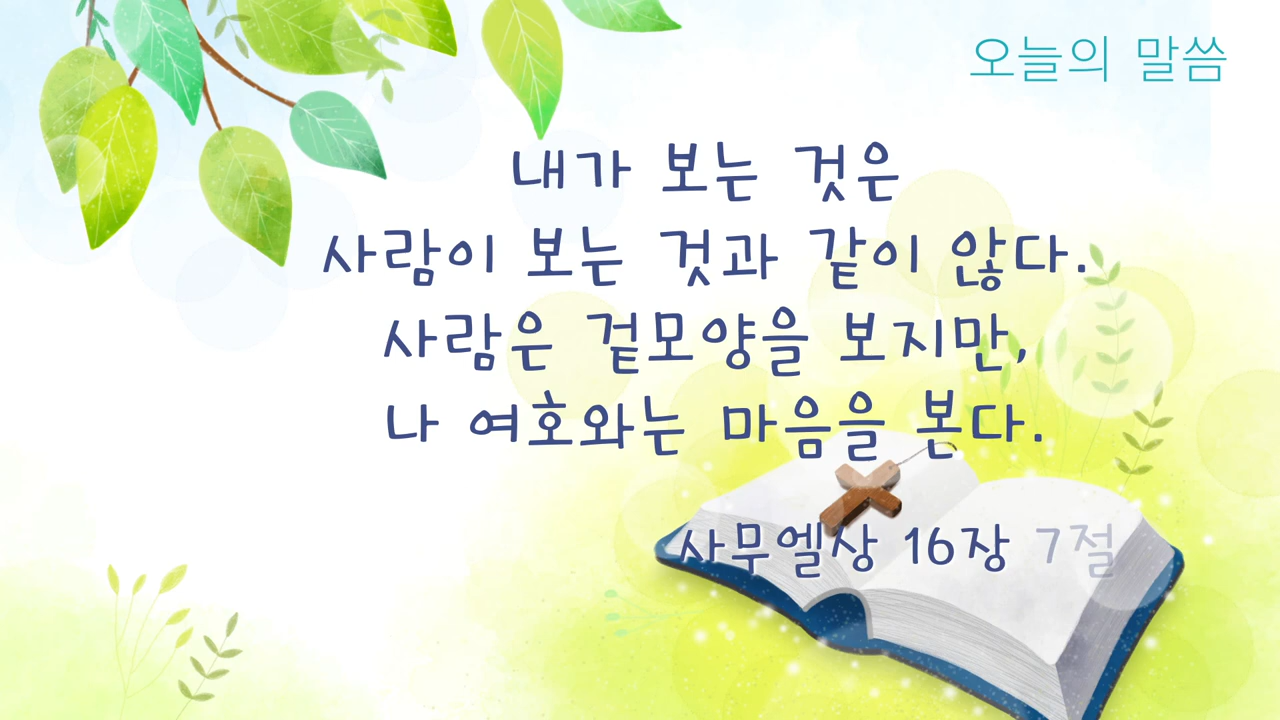 오늘의 말씀
내가 보는 것은
사람이 보는 것과 같이 않다.
사람은 겉모양을 보지만,
나 여호와는 마음을 본다.
사무엘상 16장 7절